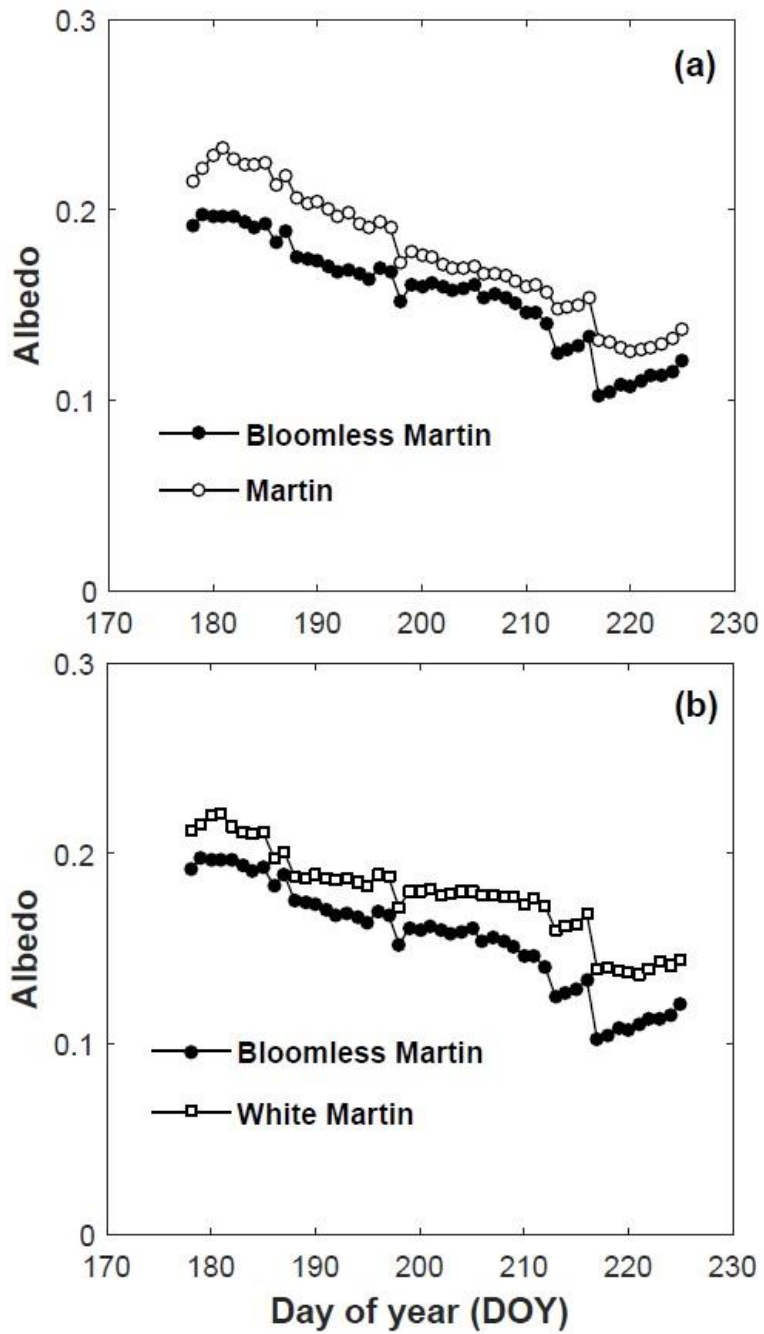 0.3
(a)
0.2
Albedo
0.1
Bloomless Martin
Martin
0
170 180 190 200 210 220 230
0.3
(b)
0.2
Albedo
0.1
Bloomless Martin
White Martin
0
170 180 190 200 210 220 230
Day of year (DOY)